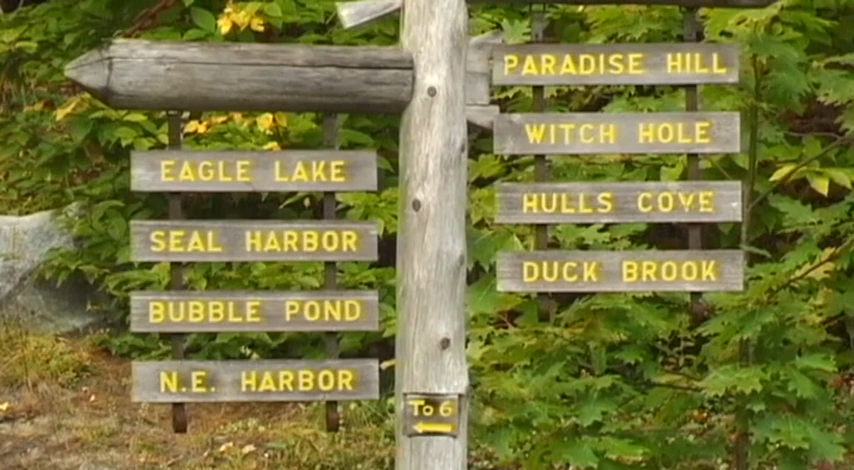 EAGLE LAKE
SEAL HARBOR
BUBBLE POND
N.E. HARBOR
PARADISE HILL
WITCH HOLE
HULLS COVE
DUCK BROOK
To 6